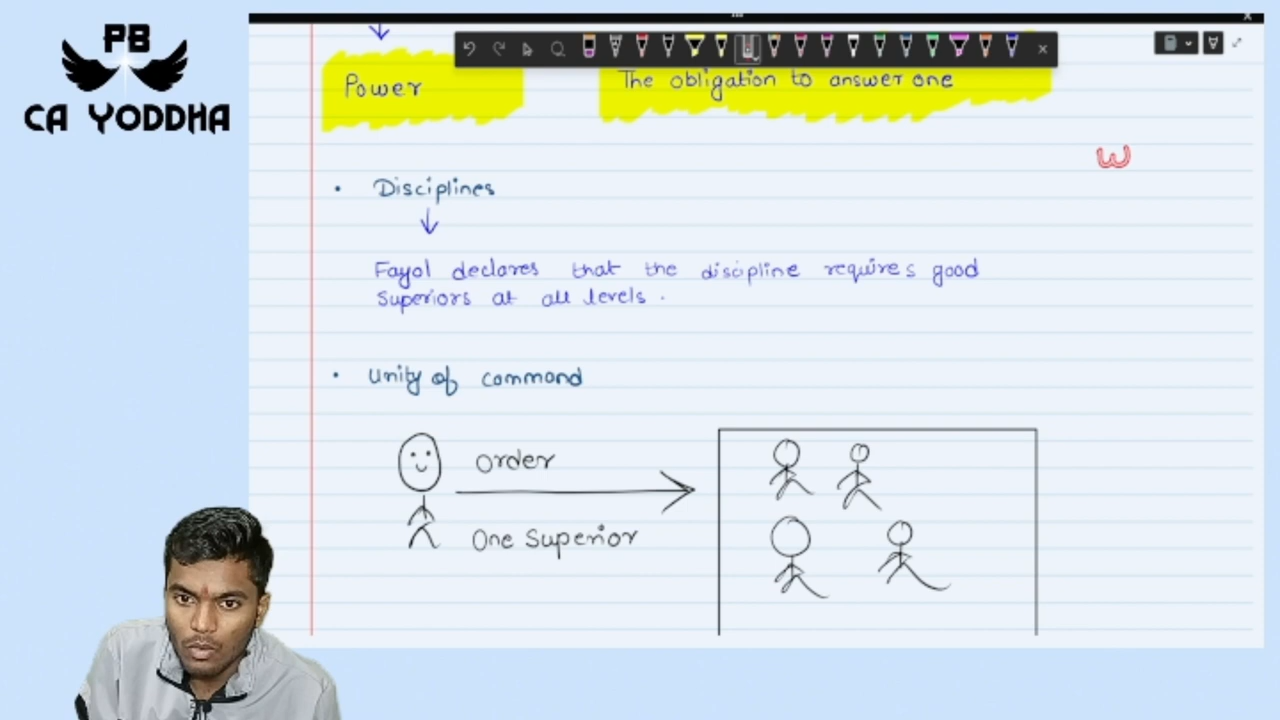 PB
CA YODDHA
Power
The obligation to answer one
w
• Disciplines
Fayol declares that the discipline requires good
Superiors at all levels.
• Unity of command
Order
One Superior